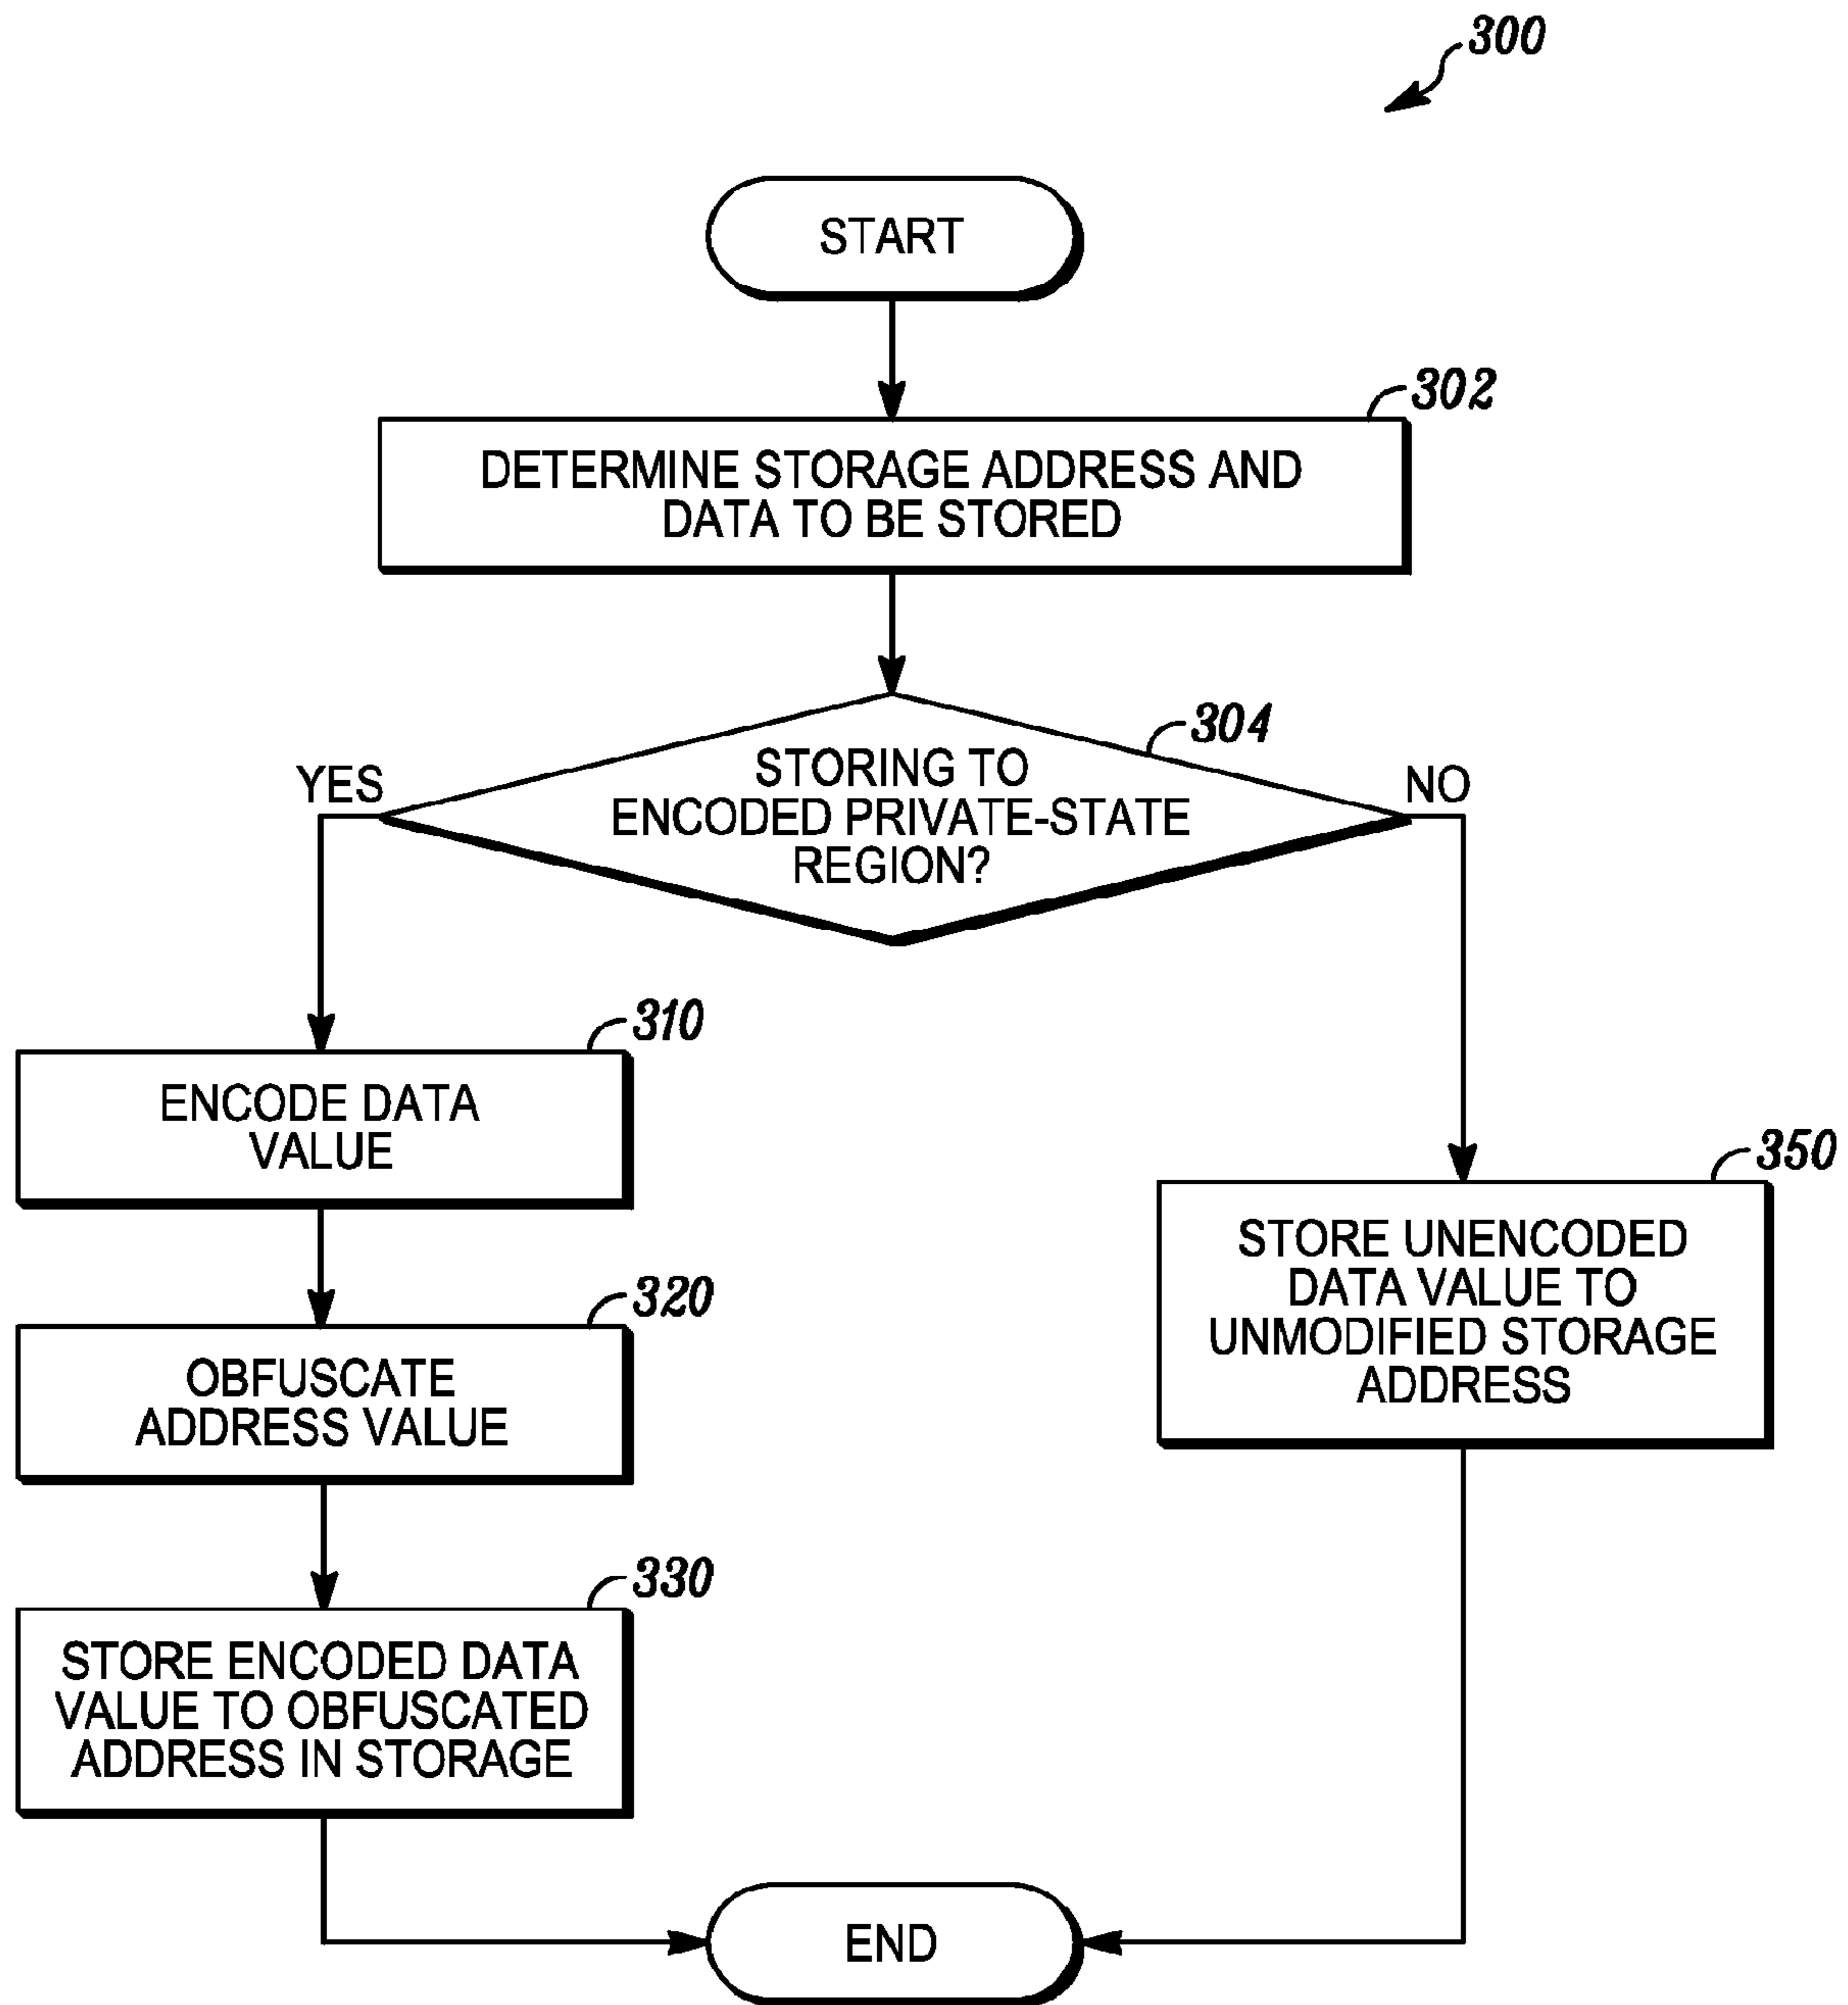 300
START
302
DETERMINE STORAGE ADDRESS AND
DATA TO BE STORED
304
STORING TO
ENCODED PRIVATE-STATE
REGION?
YES
NO
310
ENCODE DATA
VALUE
350
STORE UNENCODED
DATA VALUE TO
UNMODIFIED STORAGE
ADDRESS
320
OBFUSCATE
ADDRESS VALUE
330
STORE ENCODED DATA
VALUE TO OBFUSCATED
ADDRESS IN STORAGE
END